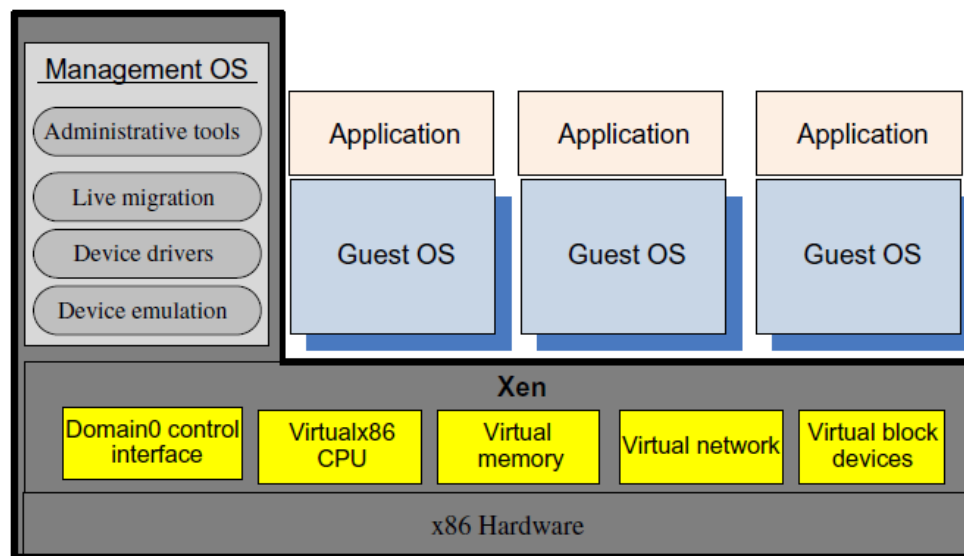 Management OS
Administrative tools
Live migration
Device drivers
Device emulation
Application
Application
Application
Guest OS
Guest OS
Guest OS
Xen
Domain0 control
interface
Virtualx86
CPU
Virtual
memory
Virtual network
Virtual block
devices
x86 Hardware